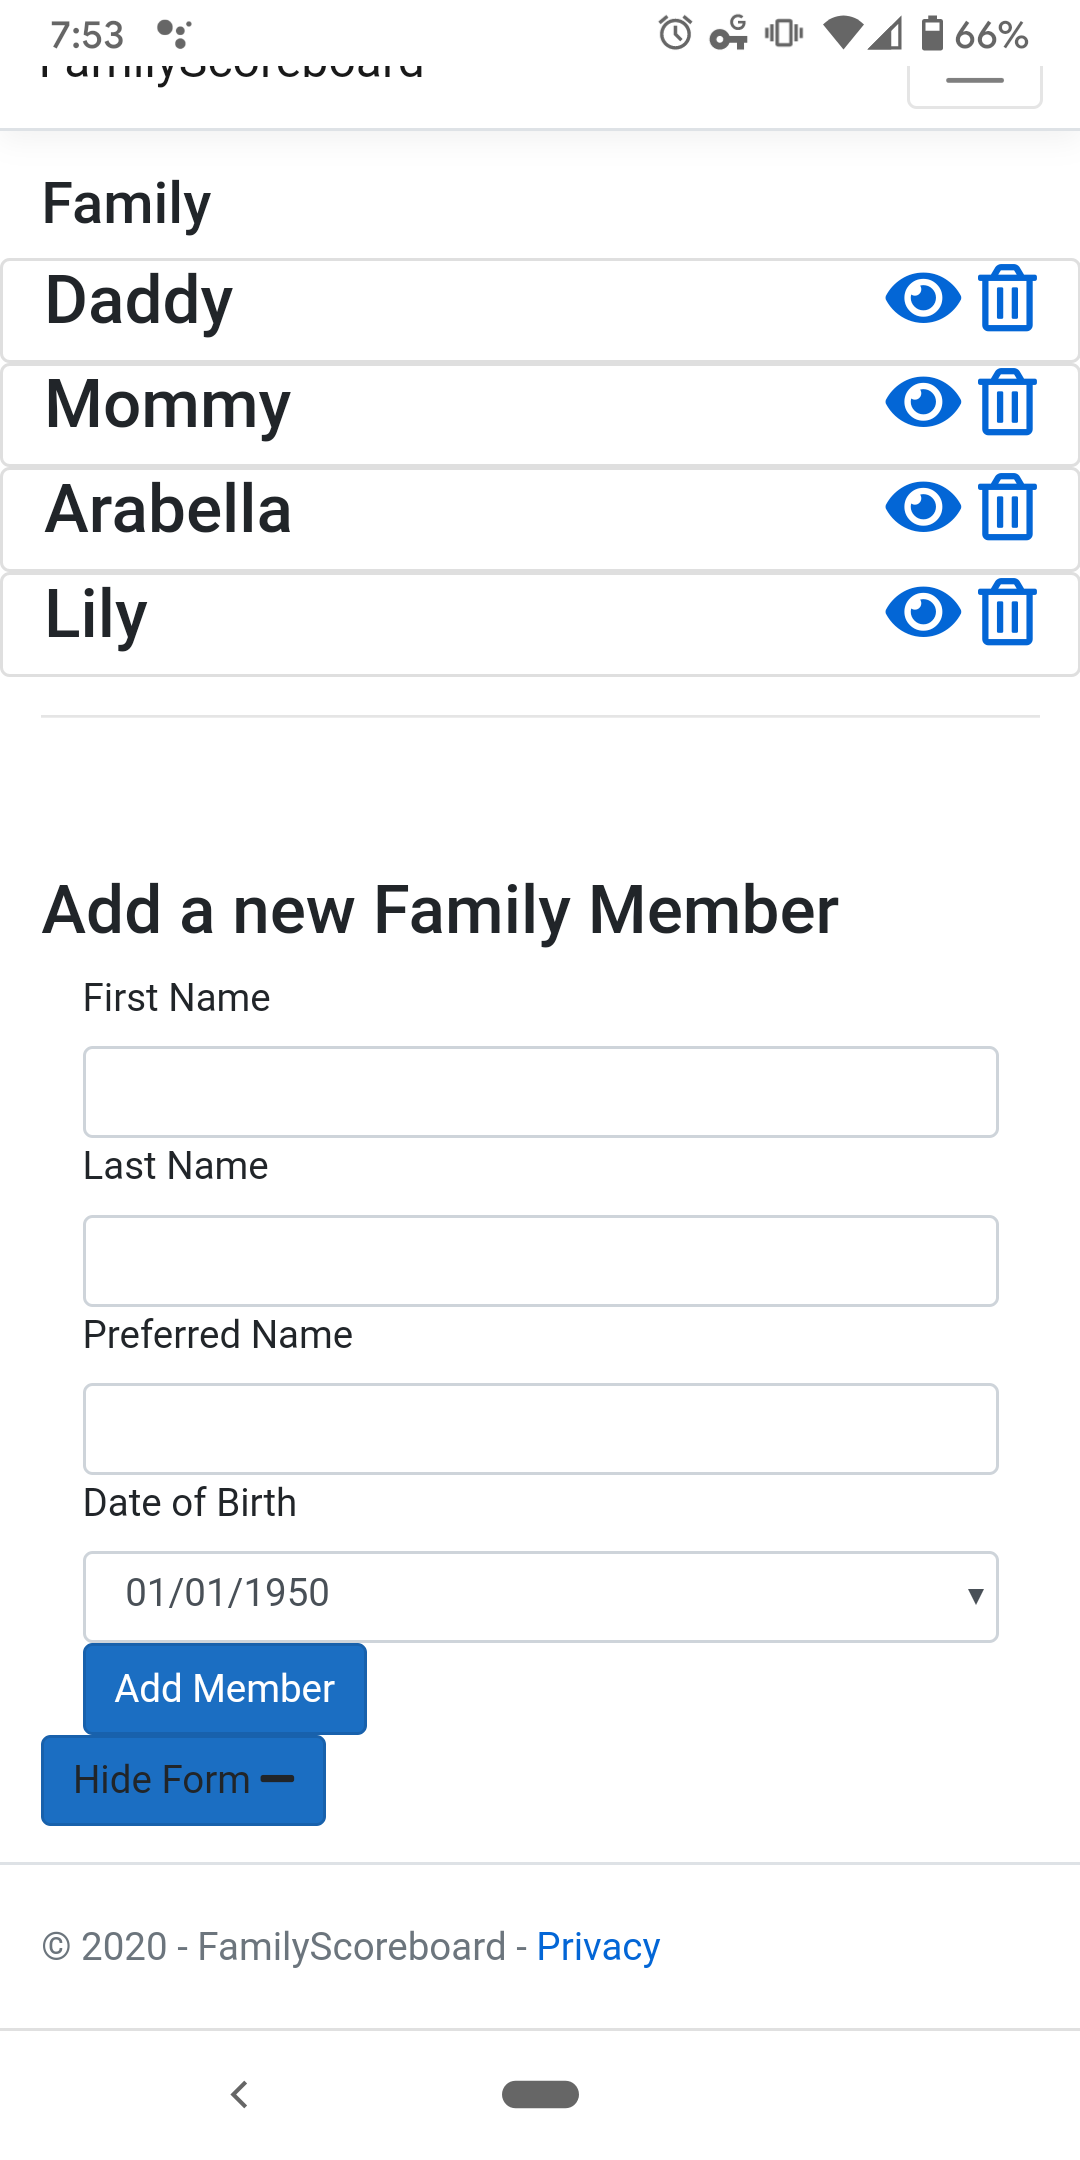 7:53
66%
FamilyScoreboard
Family
Daddy
Mommy
Arabella
Lily
Add a new Family Member
First Name
Last Name
Preferred Name
Date of Birth
01/01/1950
Add Member
Hide Form
© 2020 - FamilyScoreboard - Privacy